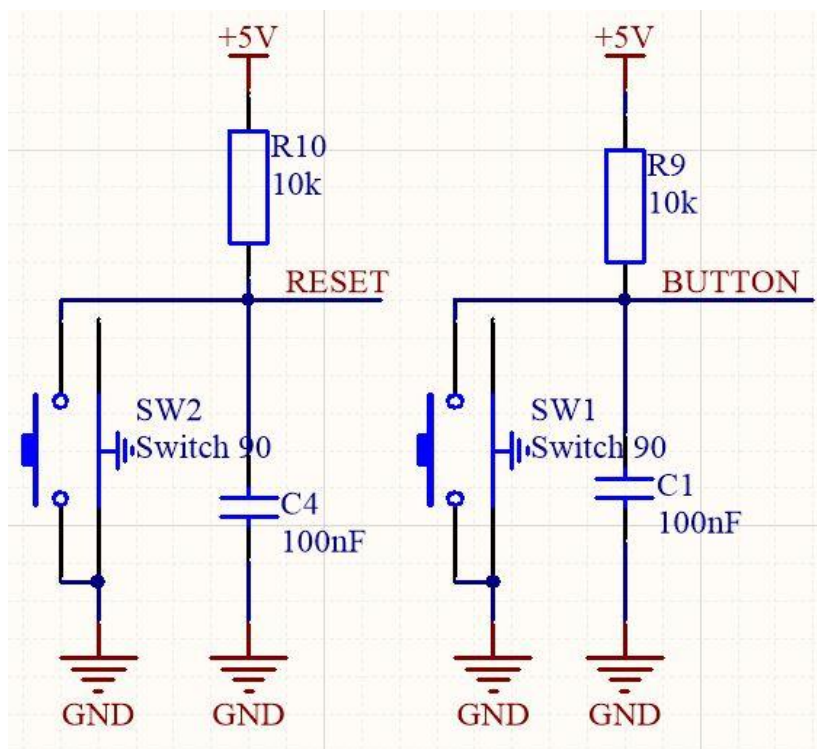 +5V
R10
10k
RESET
SW2
Switch 90
C4
100nF
GND
GND
+5V
R9
10k
BUTTON
SW1
Switch 90
C1
100nF
GND
GND